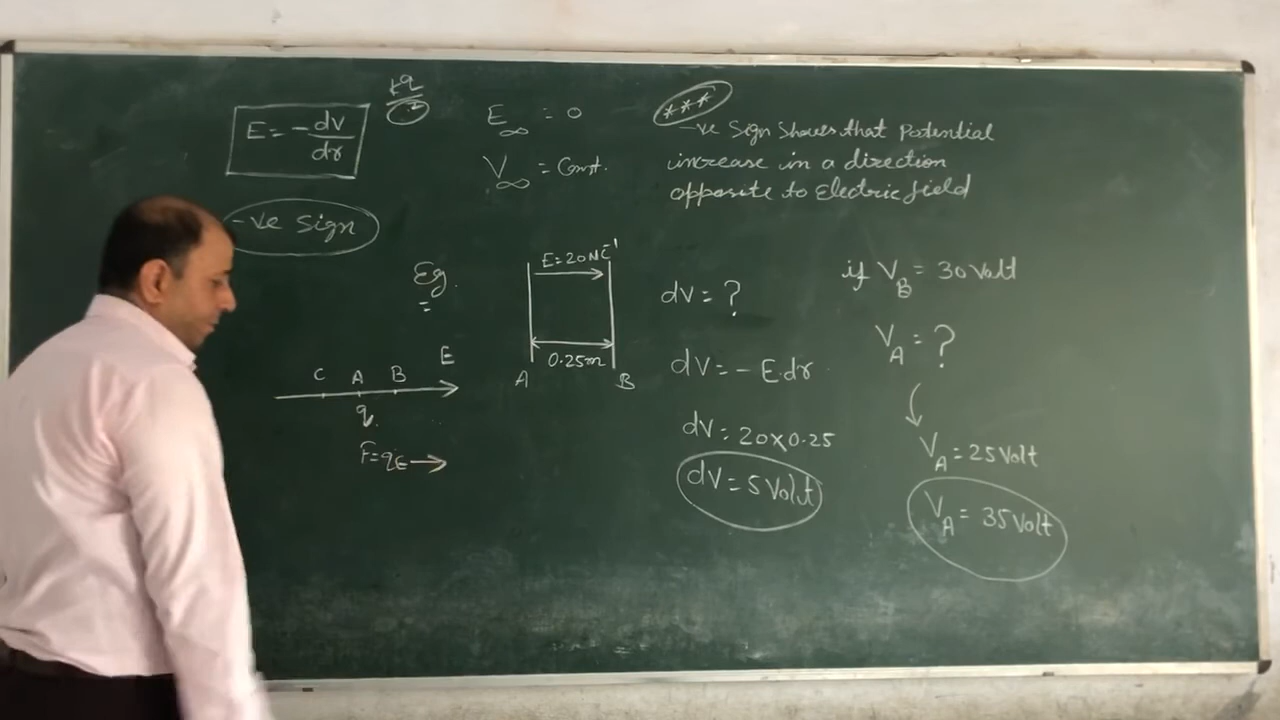 E = -dV/dr
+q
E∞ = 0
V∞ = Const.
***
-ve Sign Shows that Potential
increase in a direction
opposite to Electric field
-ve Sign
Eg.
E=20NC⁻¹
0.25m
A B
C A B E
q
F=qE →
dV = ?
dV = - E.dr
dV = 20×0.25
dV = 5 Volt
if V_B = 30 Volt
V_A = ?
V_A = 25 Volt
V_A = 35 Volt